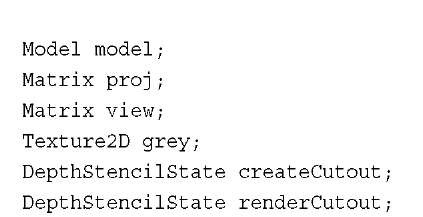 Model model;
Matrix proj;
Matrix view;
Texture2D grey;
DepthStencilState createCutout;
DepthStencilState renderCutout;